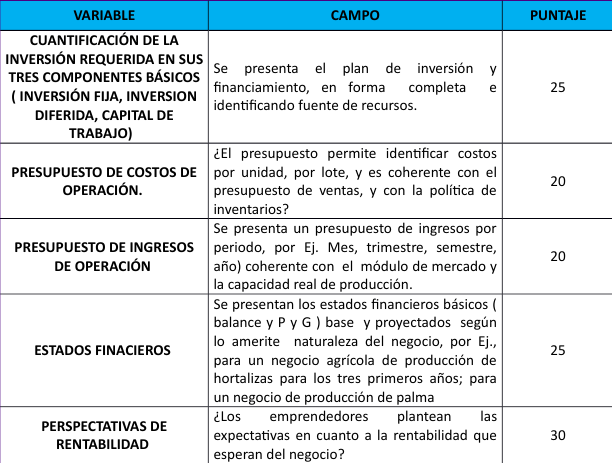 VARIABLE CAMPO PUNTAJE
CUANTIFICACIÓN DE LA
INVERSIÓN REQUERIDA EN SUS
TRES COMPONENTES BÁSICOS
( INVERSIÓN FIJA, INVERSION
DIFERIDA, CAPITAL DE
TRABAJO)
Se presenta el plan de inversión y
financiamiento, en forma completa e
identificando fuente de recursos.
25
PRESUPUESTO DE COSTOS DE
OPERACIÓN.
¿El presupuesto permite identificar costos
por unidad, por lote, y es coherente con el
presupuesto de ventas, y con la política de
inventarios?
20
PRESUPUESTO DE INGRESOS
DE OPERACIÓN
Se presenta un presupuesto de ingresos por
periodo, por Ej. Mes, trimestre, semestre,
año) coherente con el módulo de mercado y
la capacidad real de producción.
20
ESTADOS FINACIEROS
Se presentan los estados financieros básicos (
balance y P y G ) base y proyectados según
lo amerite naturaleza del negocio, por Ej.,
para un negocio agrícola de producción de
hortalizas para los tres primeros años; para
un negocio de producción de palma
25
PERSPECTATIVAS DE
RENTABILIDAD
¿Los emprendedores plantean las
expectativas en cuanto a la rentabilidad que
esperan del negocio?
30